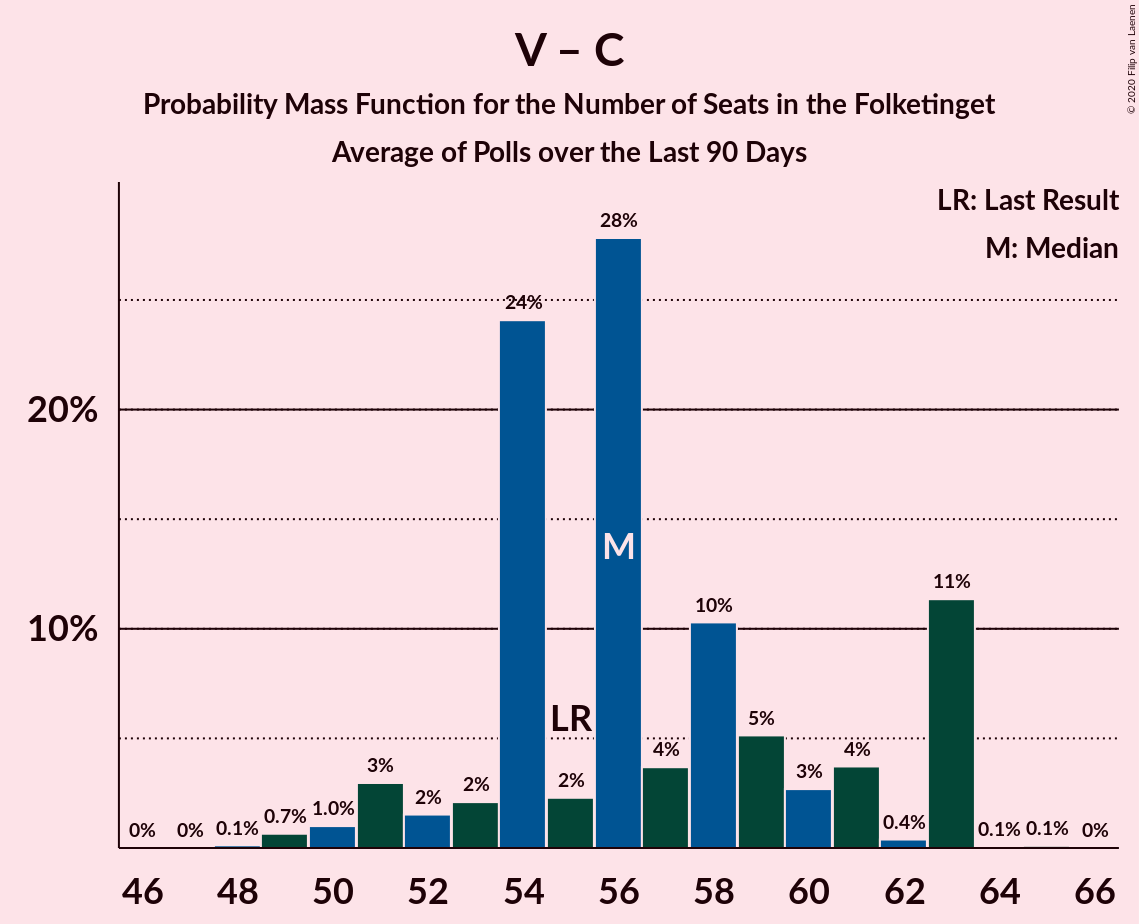 V – C
Probability Mass Function for the Number of Seats in the Folketinget
Average of Polls over the Last 90 Days
© 2020 Filip van Laenen
LR: Last Result
M: Median
20%
10%
0%
0%
0.1%
0.7%
1.0%
3%
2%
2%
24%
2%
28%
4%
10%
5%
3%
4%
0.4%
11%
0.1%
0.1%
0%
LR
M
46 48 50 52 54 56 58 60 62 64 66